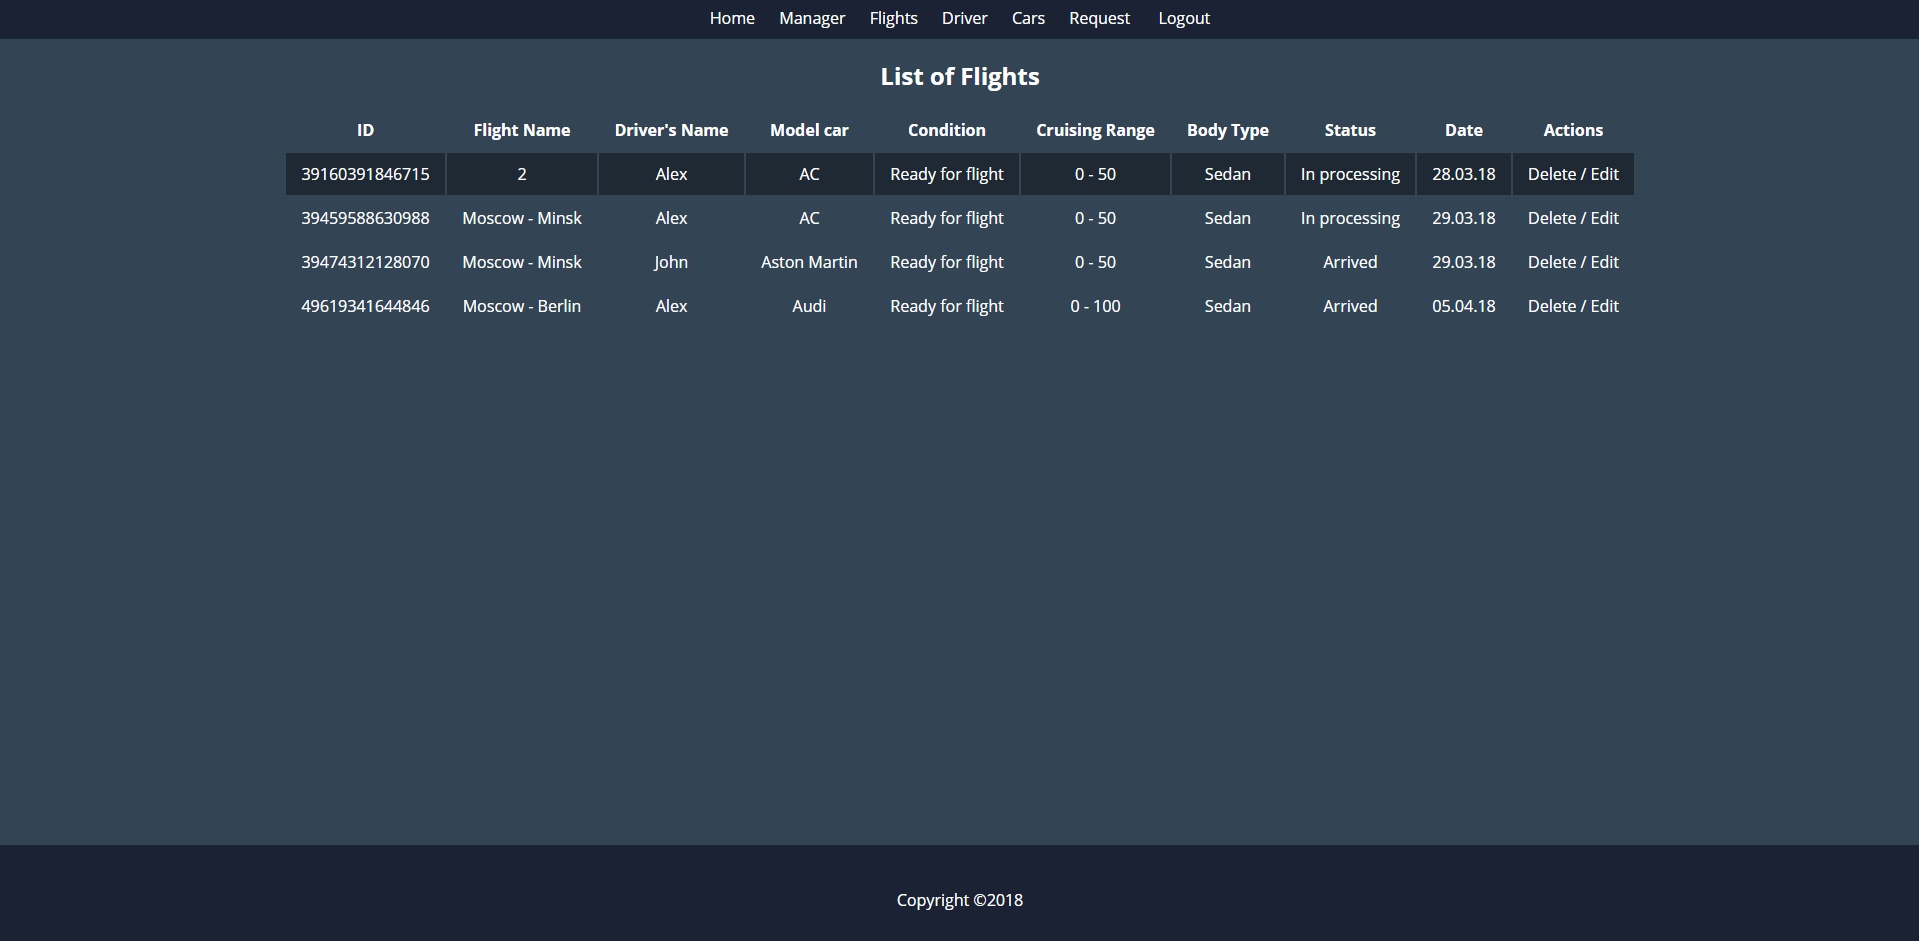 Home Manager Flights Driver Cars Request Logout
List of Flights
ID Flight Name Driver's Name Model car Condition Cruising Range Body Type Status Date Actions
39160391846715 2 Alex AC Ready for flight 0 - 50 Sedan In processing 28.03.18 Delete / Edit
39459588630988 Moscow - Minsk Alex AC Ready for flight 0 - 50 Sedan In processing 29.03.18 Delete / Edit
39474312128070 Moscow - Minsk John Aston Martin Ready for flight 0 - 50 Sedan Arrived 29.03.18 Delete / Edit
49619341644846 Moscow - Berlin Alex Audi Ready for flight 0 - 100 Sedan Arrived 05.04.18 Delete / Edit
Copyright ©2018